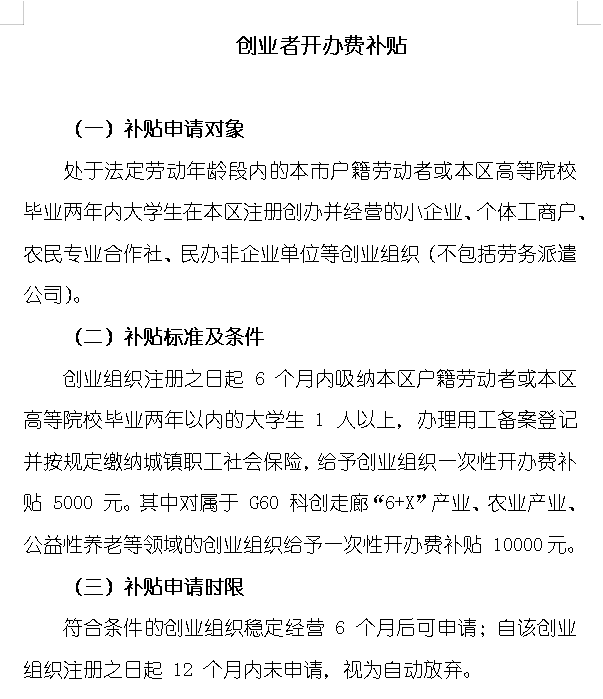 创业者开办费补贴
（一）补贴申请对象
处于法定劳动年龄段内的本市户籍劳动者或本区高等院校
毕业两年内大学生在本区注册创办并经营的小企业、个体工商户、
农民专业合作社、民办非企业单位等创业组织（不包括劳务派遣
公司）。
（二）补贴标准及条件
创业组织注册之日起 6 个月内吸纳本区户籍劳动者或本区
高等院校毕业两年以内的大学生 1 人以上，办理用工备案登记
并按规定缴纳城镇职工社会保险，给予创业组织一次性开办费补
贴 5000 元。其中对属于 G60 科创走廊“6+X”产业、农业产业、
公益性养老等领域的创业组织给予一次性开办费补贴 10000元。
（三）补贴申请时限
符合条件的创业组织稳定经营 6 个月后可申请；自该创业
组织注册之日起 12 个月内未申请，视为自动放弃。